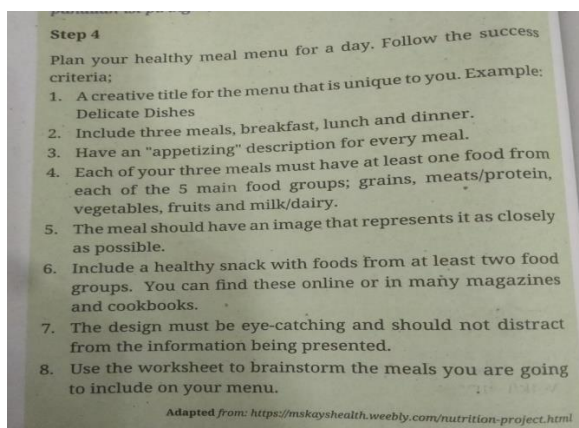 Step 4
Plan your healthy meal menu for a day. Follow the success
criteria;
1. A creative title for the menu that is unique to you. Example:
Delicate Dishes
2. Include three meals, breakfast, lunch and dinner.
3. Have an "appetizing" description for every meal.
4. Each of your three meals must have at least one food from
each of the 5 main food groups; grains, meats/protein,
vegetables, fruits and milk/dairy.
5. The meal should have an image that represents it as closely
as possible.
6. Include a healthy snack with foods from at least two food
groups. You can find these online or in many magazines
and cookbooks.
7. The design must be eye-catching and should not distract
from the information being presented.
8. Use the worksheet to brainstorm the meals you are going
to include on your menu.
Adapted from: https://mskayshealth.weebly.com/nutrition-project.html